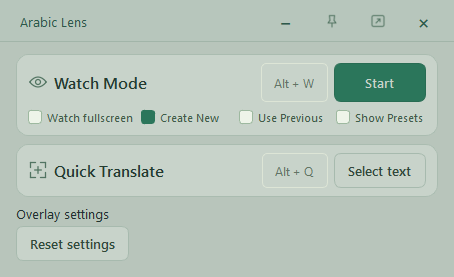 Arabic Lens
Watch Mode
Alt + W
Start
Watch fullscreen
Create New
Use Previous
Show Presets
Quick Translate
Alt + Q
Select text
Overlay settings
Reset settings